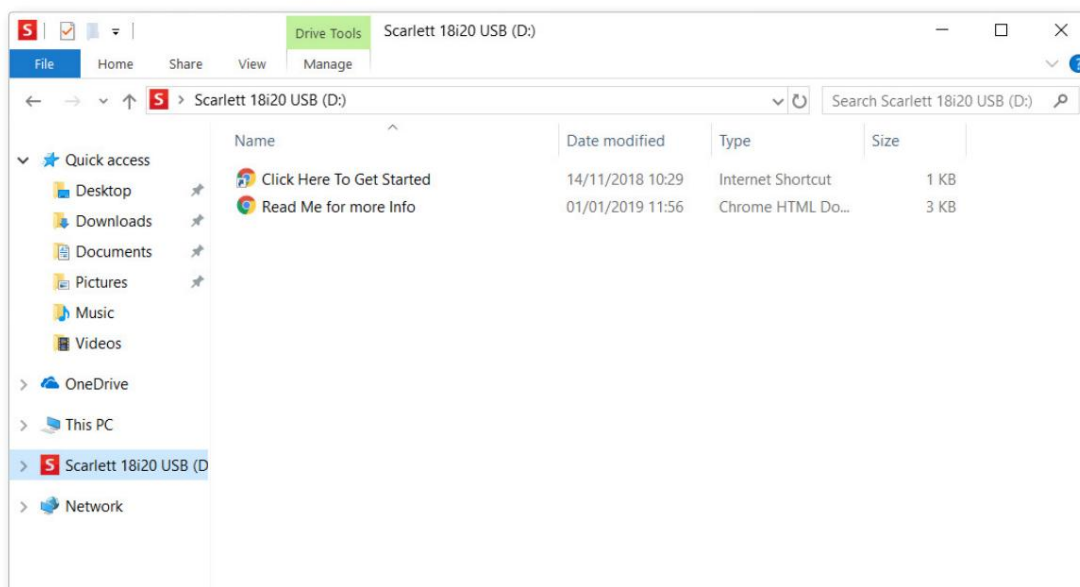 S
Drive Tools
Scarlett 18i20 USB (D:)
File Home Share View Manage
?
S > Scarlett 18i20 USB (D:)
Search Scarlett 18i20 USB (D:)
Name Date modified Type Size
Quick access
Click Here To Get Started 14/11/2018 10:29 Internet Shortcut 1 KB
Desktop
Read Me for more Info 01/01/2019 11:56 Chrome HTML Do... 3 KB
Downloads
Documents
Pictures
Music
Videos
OneDrive
This PC
S Scarlett 18i20 USB (D
Network